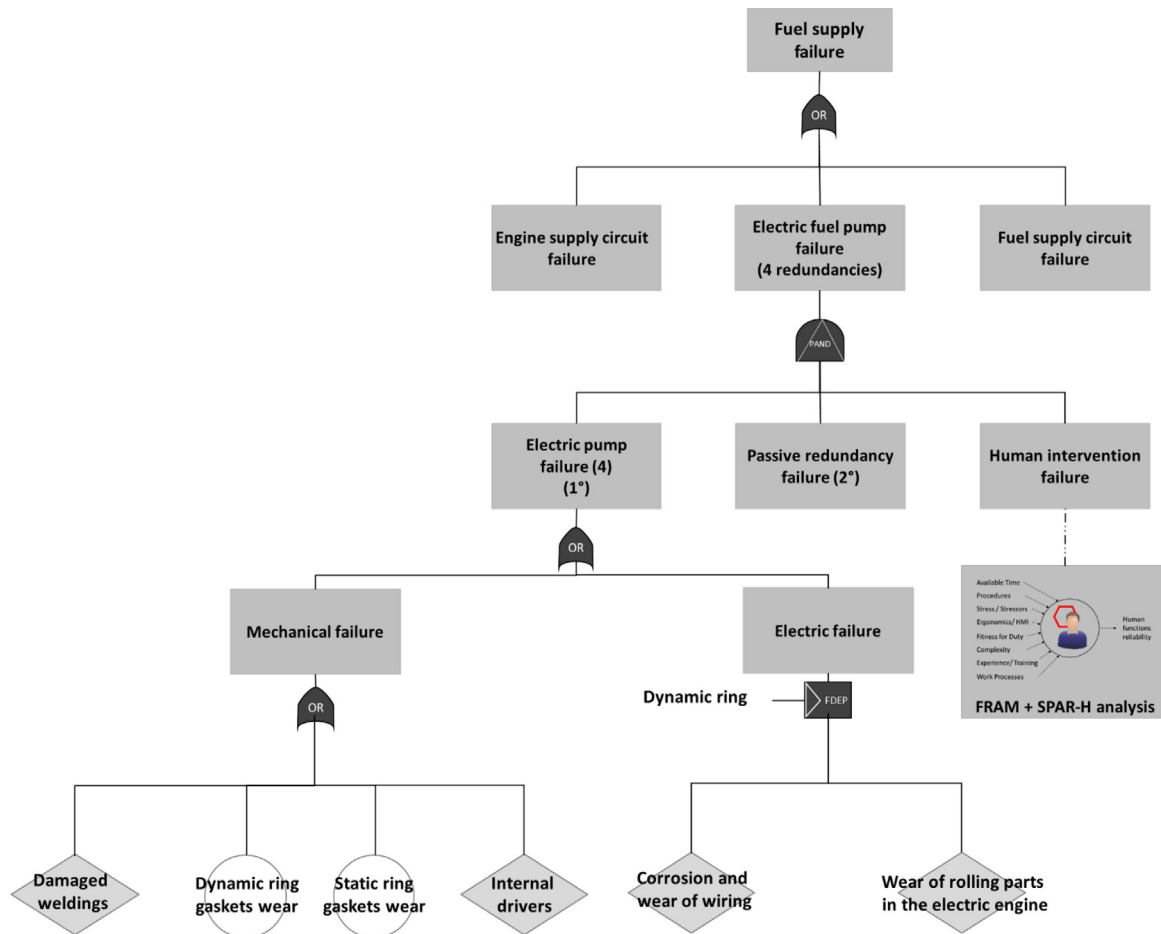 Fuel supply
failure
OR
Engine supply circuit
failure
Electric fuel pump
failure
(4 redundancies)
Fuel supply circuit
failure
PAND
Electric pump
failure (4)
(1°)
Passive redundancy
failure (2°)
Human intervention
failure
OR
Mechanical failure
Electric failure
Available Time
Procedures
Stress / Stressors
Ergonomics/ HMI
Fitness for Duty
Complexity
Experience/ Training
Work Processes
Human
functions
reliability
FRAM + SPAR-H analysis
OR
Dynamic ring
FDEP
Damaged
weldings
Dynamic ring
gaskets wear
Static ring
gaskets wear
Internal
drivers
Corrosion and
wear of wiring
Wear of rolling parts
in the electric engine